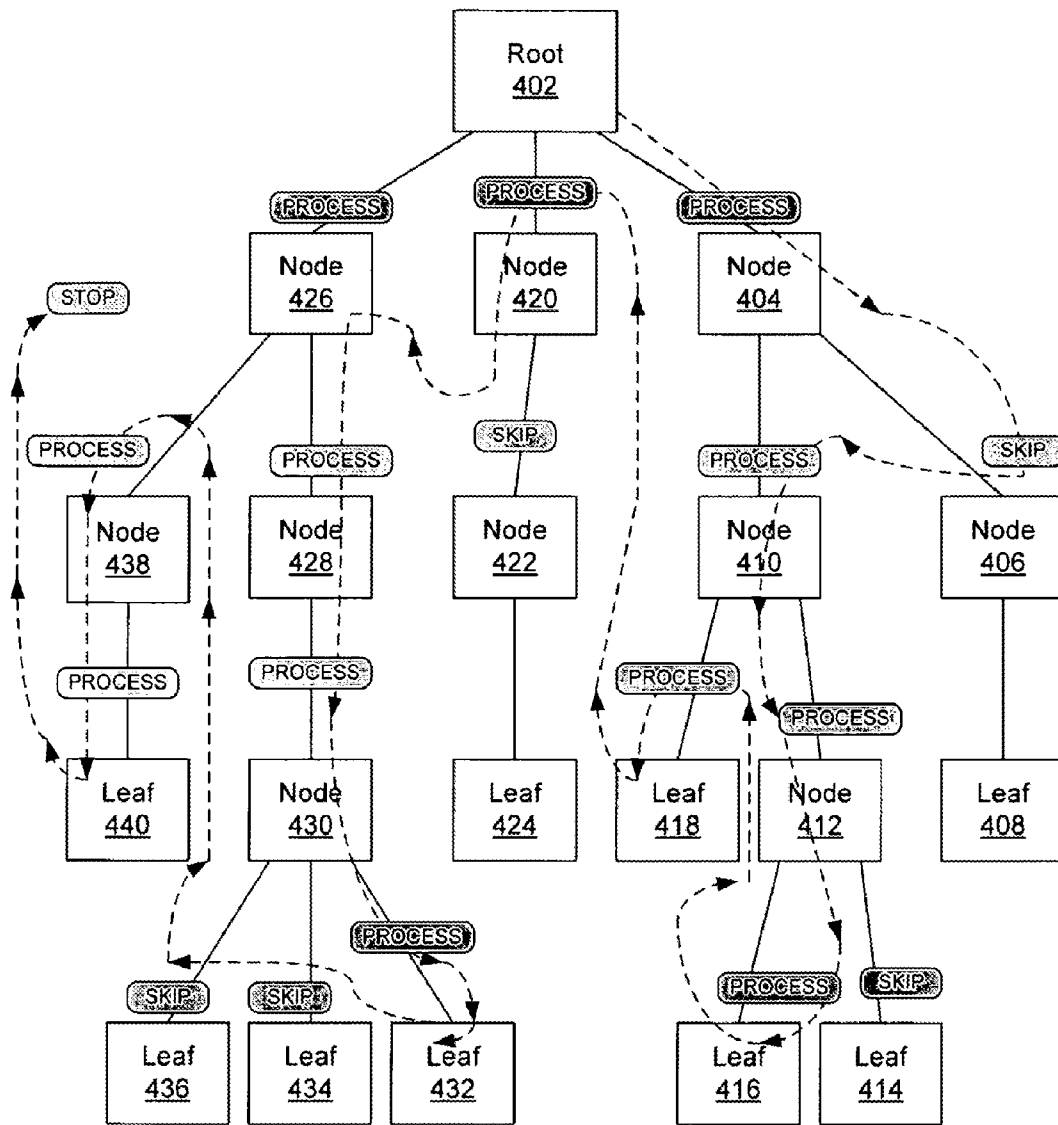 Root
402
PROCESS
PROCESS
PROCESS
Node
426
Node
420
Node
404
STOP
PROCESS
PROCESS
SKIP
PROCESS
SKIP
Node
438
Node
428
Node
422
Node
410
Node
406
PROCESS
PROCESS
PROCESS
PROCESS
Leaf
440
Node
430
Leaf
424
Leaf
418
Node
412
Leaf
408
PROCESS
SKIP
SKIP
PROCESS
SKIP
Leaf
436
Leaf
434
Leaf
432
Leaf
416
Leaf
414